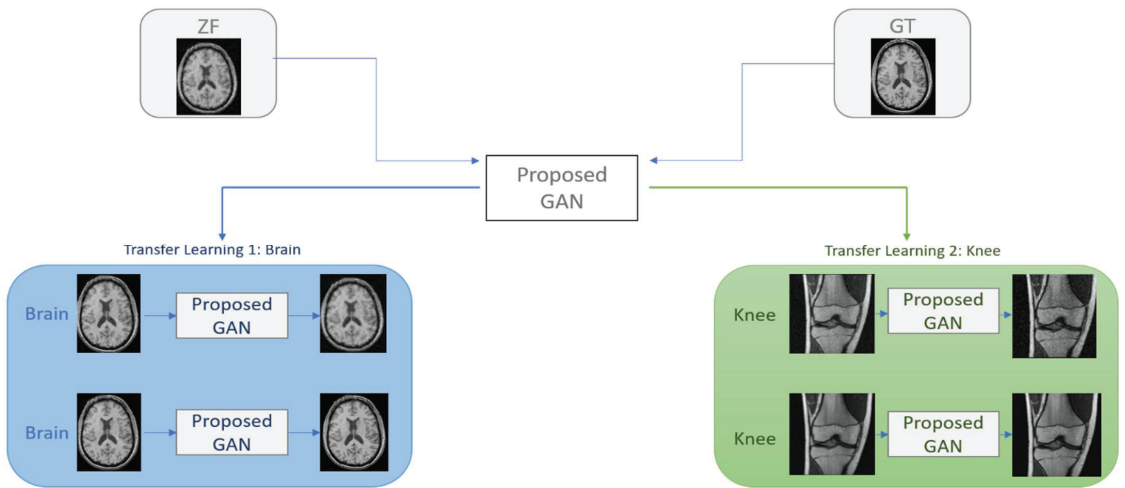 ZF
GT
Proposed
GAN
Transfer Learning 1: Brain
Transfer Learning 2: Knee
Brain
Proposed
GAN
Brain
Proposed
GAN
Knee
Proposed
GAN
Knee
Proposed
GAN